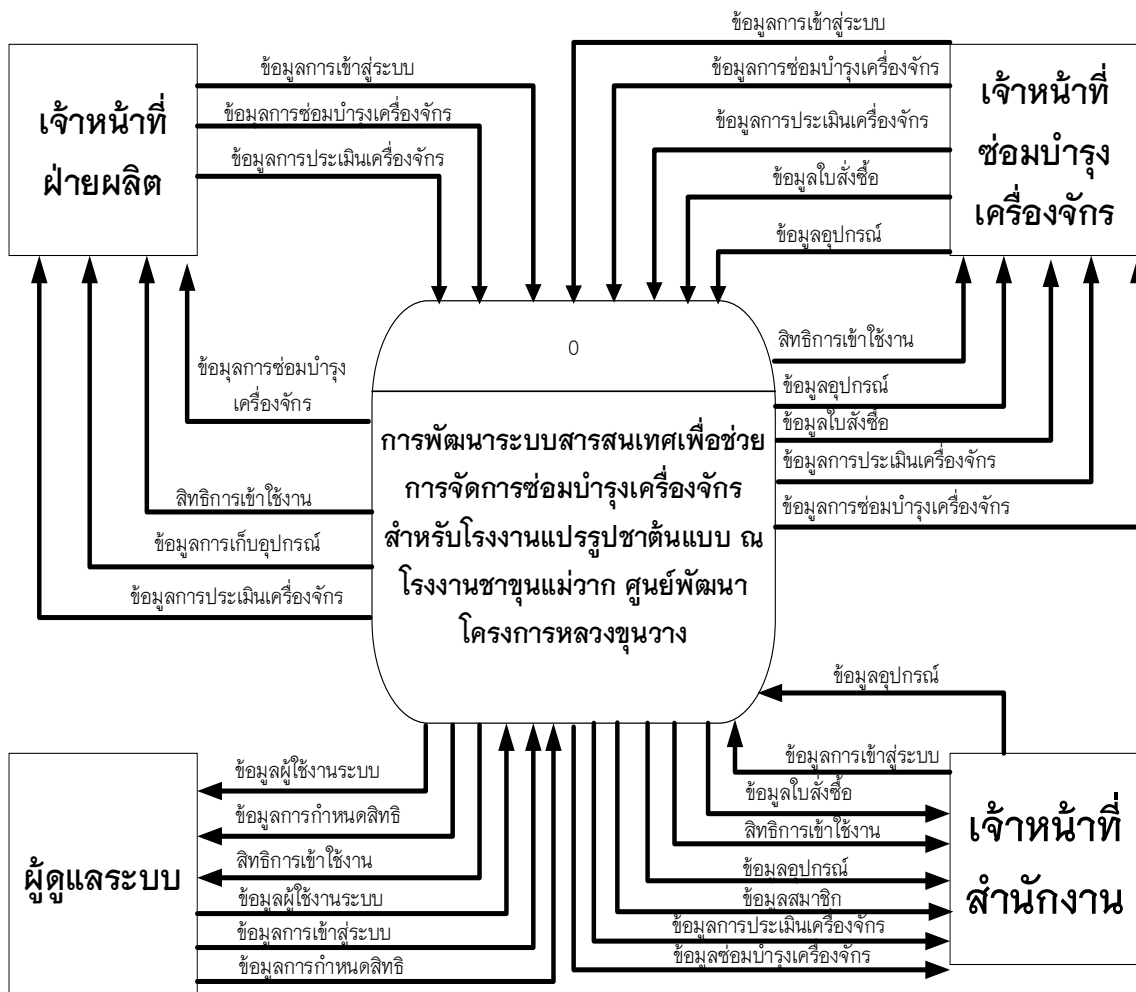 ข้อมูลการเข้าสู่ระบบ
ข้อมูลการซ่อมบำรุงเครื่องจักร
ข้อมูลการประเมินเครื่องจักร
ข้อมูลใบสั่งซื้อ
ข้อมูลอุปกรณ์
เจ้าหน้าที่
ซ่อมบำรุง
เครื่องจักร
เจ้าหน้าที่
ฝ่ายผลิต
ข้อมูลการเข้าสู่ระบบ
ข้อมูลการซ่อมบำรุงเครื่องจักร
ข้อมูลการประเมินเครื่องจักร
0
การพัฒนาระบบสารสนเทศเพื่อช่วย
การจัดการซ่อมบำรุงเครื่องจักร
สำหรับโรงงานแปรรูปชาต้นแบบ ณ
โรงงานชาขุนแม่วาก ศูนย์พัฒนา
โครงการหลวงขุนวาง
ข้อมุลการซ่อมบำรุง
เครื่องจักร
สิทธิการเข้าใช้งาน
ข้อมูลการเก็บอุปกรณ์
ข้อมูลการประเมินเครื่องจักร
สิทธิการเข้าใช้งาน
ข้อมูลอุปกรณ์
ข้อมูลใบสั่งซื้อ
ข้อมูลการประเมินเครื่องจักร
ข้อมูลการซ่อมบำรุงเครื่องจักร
ผู้ดูแลระบบ
ข้อมูลผู้ใช้งานระบบ
ข้อมูลการกำหนดสิทธิ
สิทธิการเข้าใช้งาน
ข้อมูลผู้ใช้งานระบบ
ข้อมูลการเข้าสู่ระบบ
ข้อมูลการกำหนดสิทธิ
ข้อมูลอุปกรณ์
ข้อมูลการเข้าสู่ระบบ
ข้อมูลใบสั่งซื้อ
สิทธิการเข้าใช้งาน
ข้อมูลอุปกรณ์
ข้อมูลสมาชิก
ข้อมูลการประเมินเครื่องจักร
ข้อมูลซ่อมบำรุงเครื่องจักร
เจ้าหน้าที่
สำนักงาน